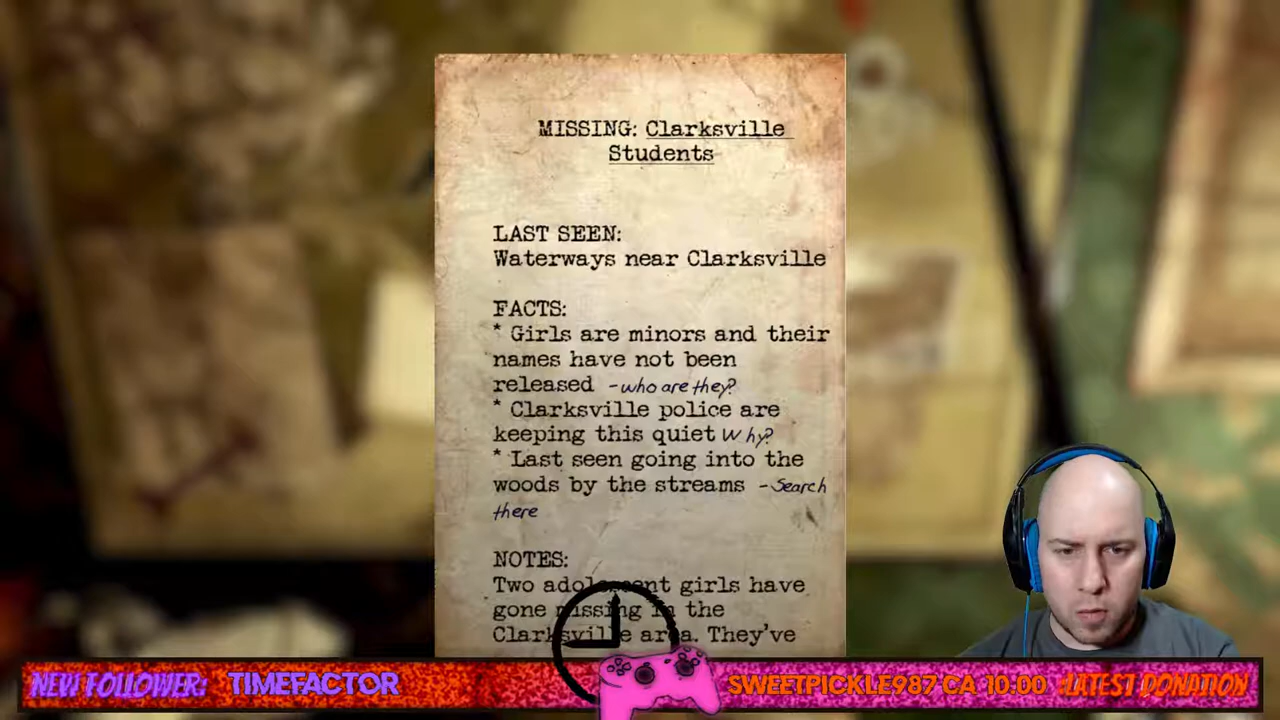 MISSING: Clarksville
Students
LAST SEEN:
Waterways near Clarksville
FACTS:
* Girls are minors and their
names have not been
released - who are they?
* Clarksville police are
keeping this quiet Why?
* Last seen going into the
woods by the streams - Search
there
NOTES:
Two adolescent girls have
gone missing in the
Clarksville area. They've
NEW FOLLOWER: TIMEFACTOR
SWEETPICKLE987 CA 10.00 :LATEST DONATION